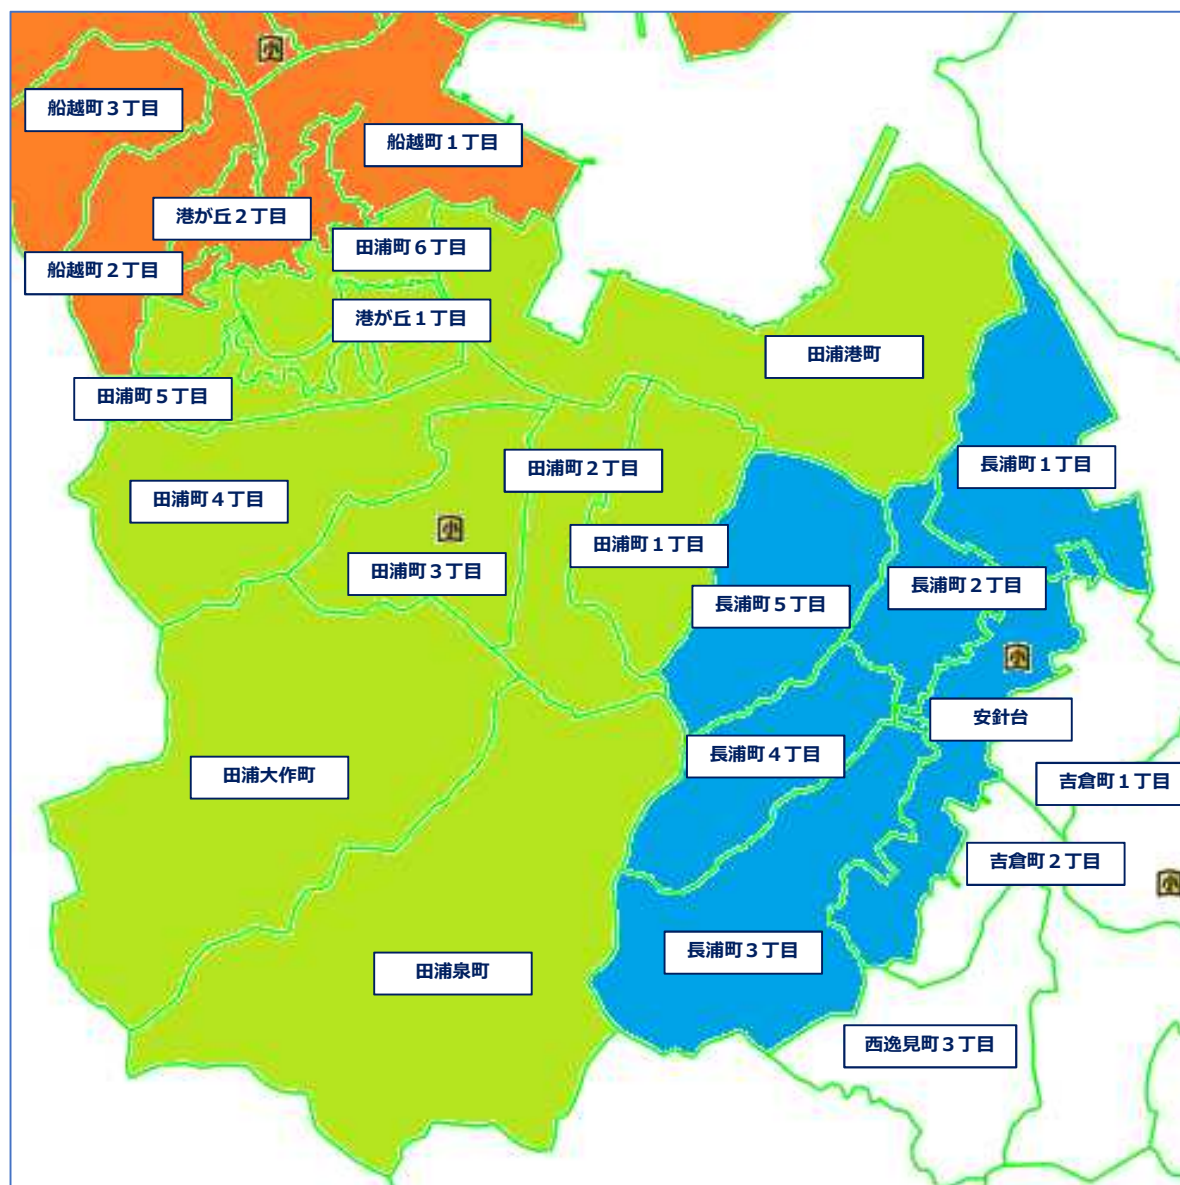 小
船越町３丁目
船越町１丁目
港が丘２丁目
田浦町６丁目
船越町２丁目
港が丘１丁目
田浦港町
田浦町５丁目
長浦町１丁目
田浦町２丁目
田浦町４丁目
小
田浦町１丁目
田浦町３丁目
長浦町２丁目
長浦町５丁目
小
安針台
長浦町４丁目
田浦大作町
吉倉町１丁目
吉倉町２丁目
小
長浦町３丁目
田浦泉町
西逸見町３丁目